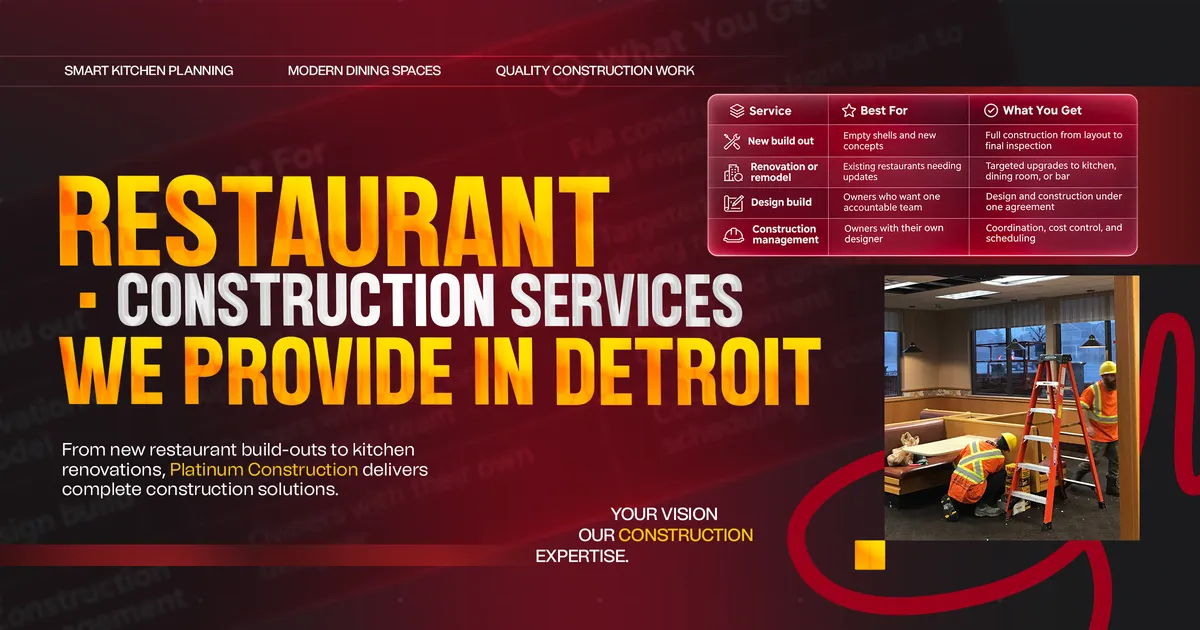 SMART KITCHEN PLANNING MODERN DINING SPACES QUALITY CONSTRUCTION WORK
RESTAURANT
CONSTRUCTION SERVICES
WE PROVIDE IN DETROIT
From new restaurant build-outs to kitchen
renovations, Platinum Construction delivers
complete construction solutions.
YOUR VISION
OUR CONSTRUCTION
EXPERTISE.
Service Best For What You Get
New build out
Empty shells and new
concepts
Full construction from layout to
final inspection
Renovation or
remodel
Existing restaurants needing
updates
Targeted upgrades to kitchen,
dining room, or bar
Design build
Owners who want one
accountable team
Design and construction under
one agreement
Construction
management
Owners with their own
designer
Coordination, cost control, and
scheduling